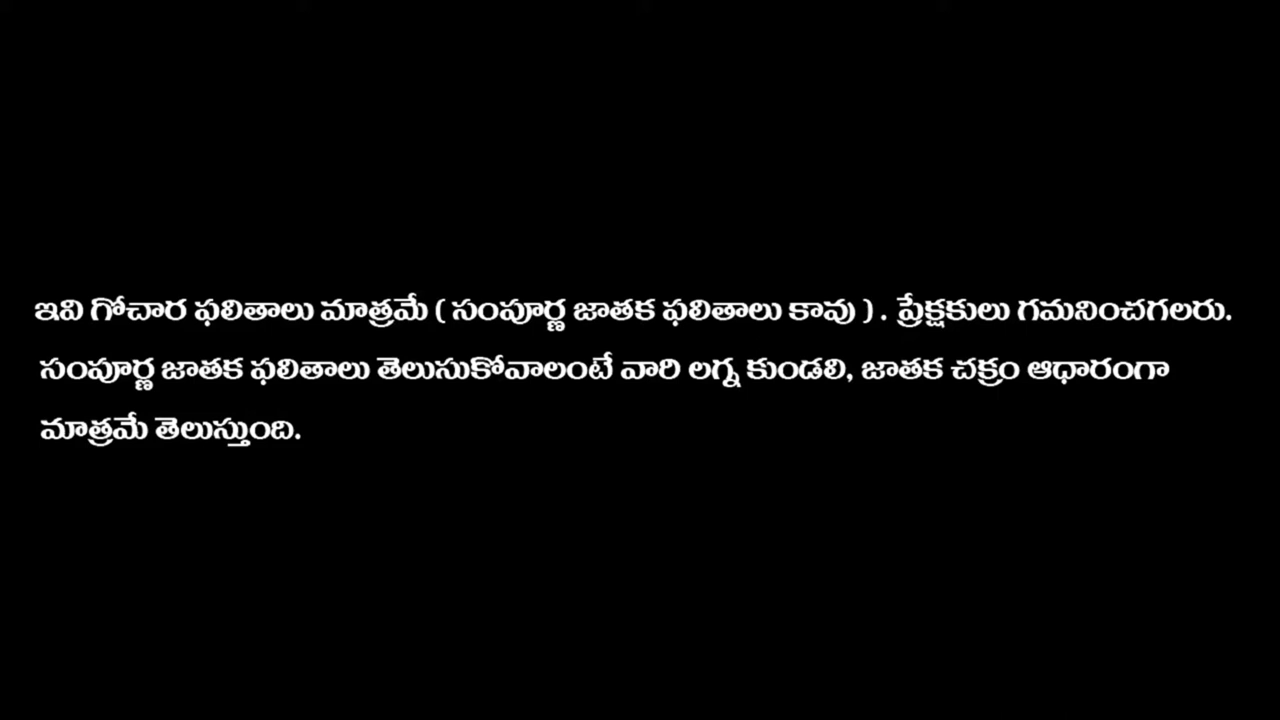 ఇవి గోచార ఫలితాలు మాత్రమే ( సంపూర్ణ జాతక ఫలితాలు కావు ) . ప్రేక్షకులు గమనించగలరు.
సంపూర్ణ జాతక ఫలితాలు తెలుసుకోవాలంటే వారి లగ్న కుండలి, జాతక చక్రం ఆధారంగా
మాత్రమే తెలుస్తుంది.